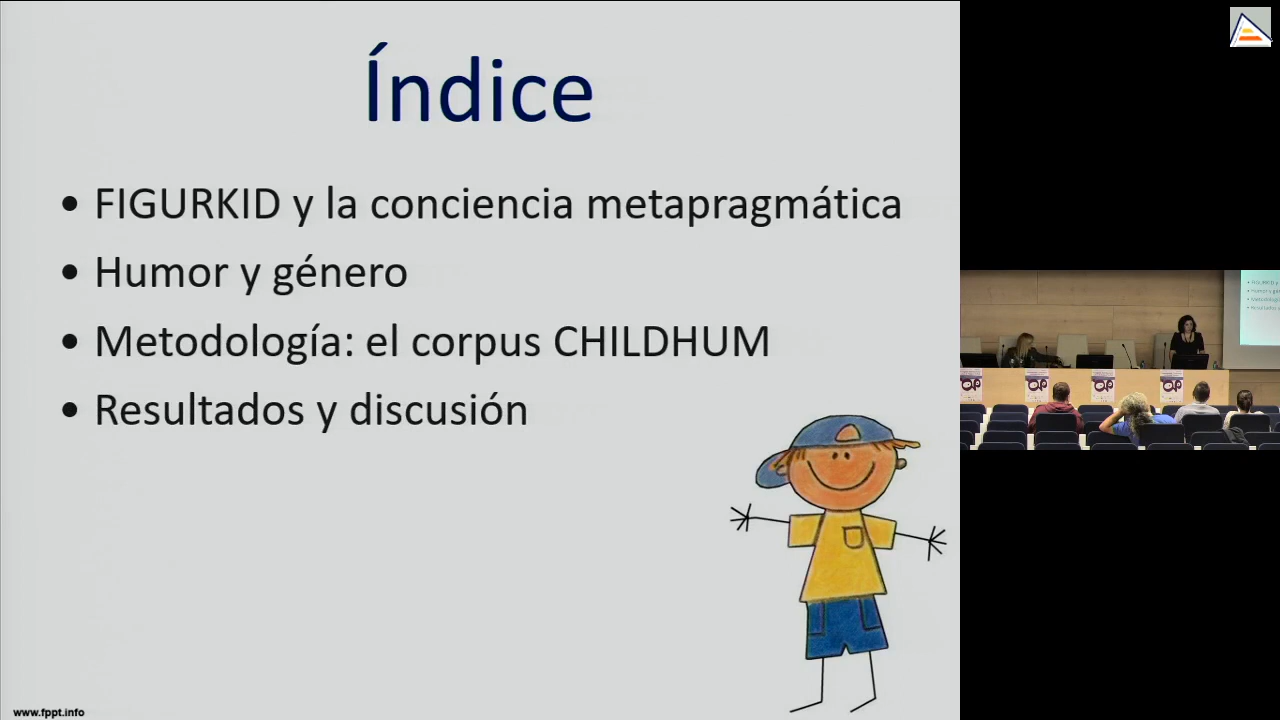 Índice
• FIGURKID y la conciencia metapragmática
• Humor y género
• Metodología: el corpus CHILDHUM
• Resultados y discusión
www.fppt.info